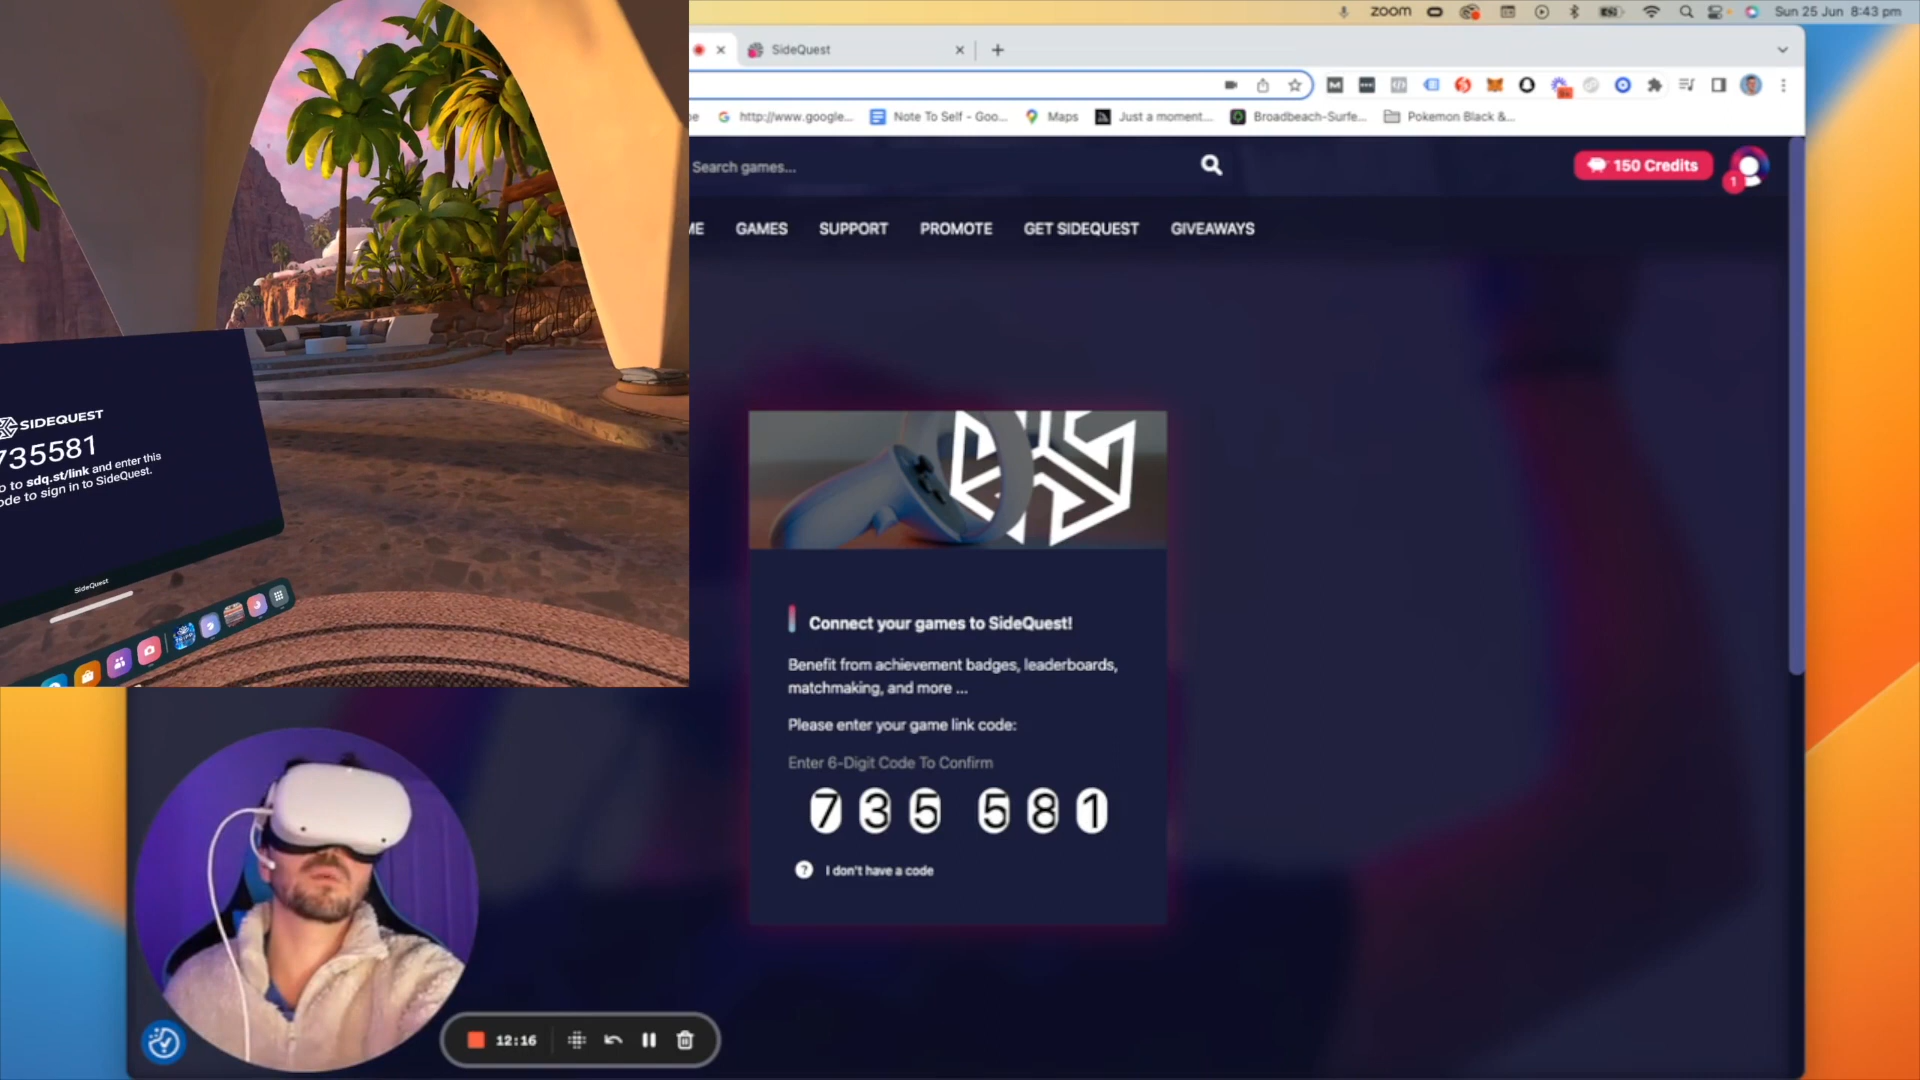 zoom
Sun 25 Jun 8:43 pm
SideQuest
http://www.google...
Note To Self - Goo...
Maps
Just a moment...
Broadbeach-Surfe...
Pokemon Black &...
Search games...
150 Credits
1
GAMES
SUPPORT
PROMOTE
GET SIDEQUEST
GIVEAWAYS
SIDEQUEST
735581
o to sdq.st/link and enter this
ode to sign in to SideQuest.
SideQuest
Connect your games to SideQuest!
Benefit from achievement badges, leaderboards,
matchmaking, and more ...
Please enter your game link code:
Enter 6-Digit Code To Confirm
7 3 5 5 8 1
? I don't have a code
12:16